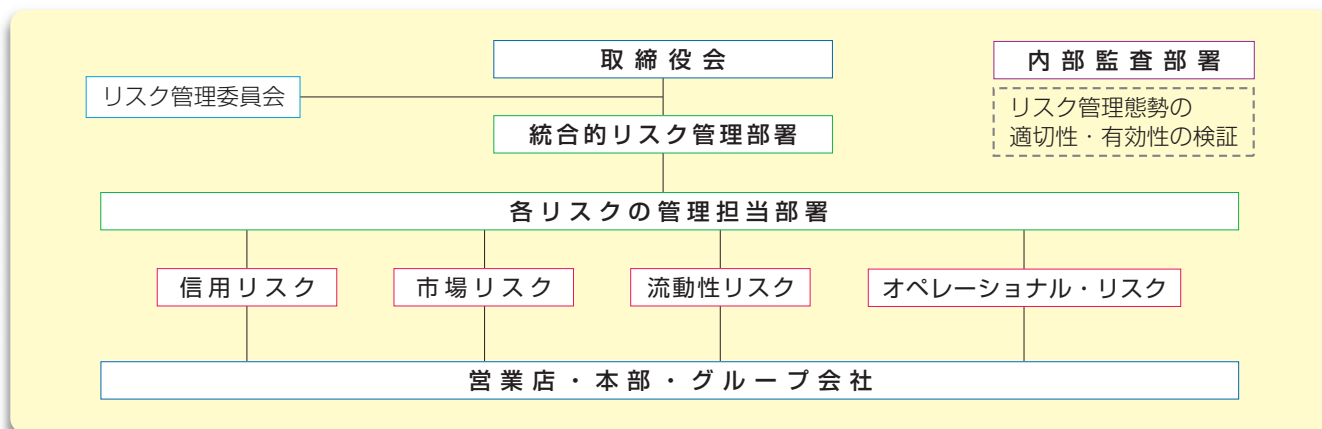 取締役会
内部監査部署
リスク管理委員会
リスク管理態勢の
適切性・有効性の検証
統合的リスク管理部署
各リスクの管理担当部署
信用リスク
市場リスク
流動性リスク
オペレーショナル・リスク
営業店・本部・グループ会社